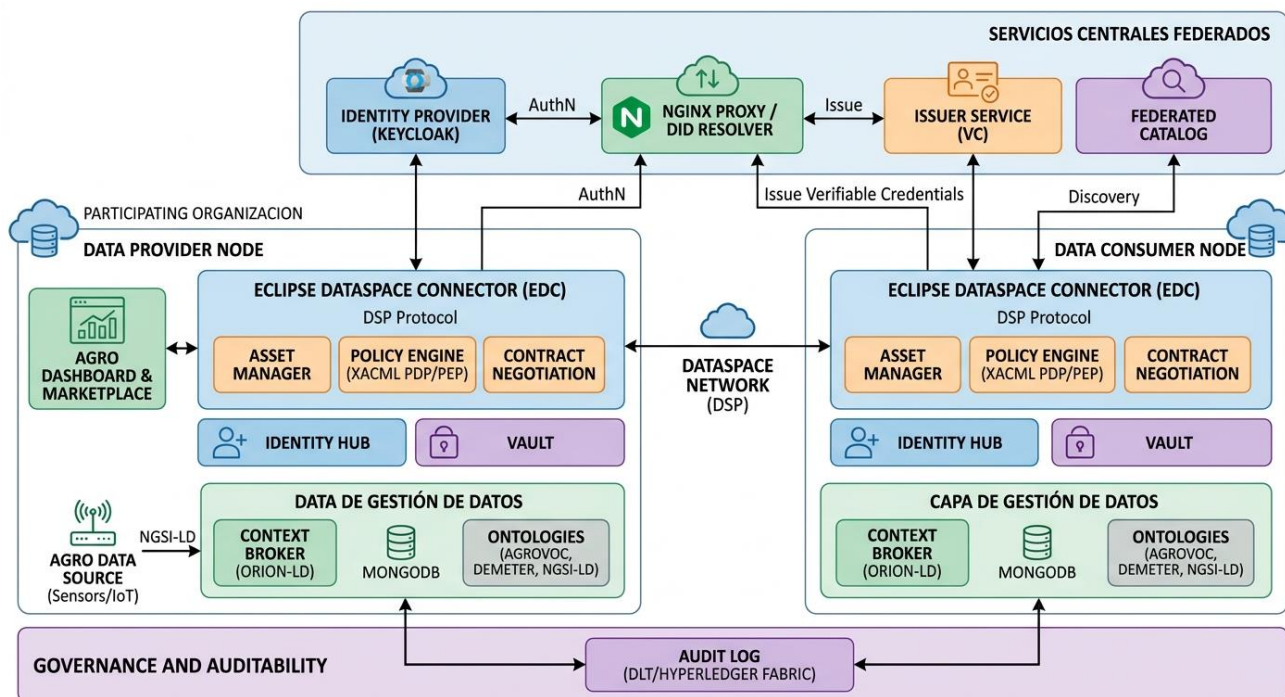 SERVICIOS CENTRALES FEDERADOS
IDENTITY PROVIDER
(KEYCLOAK)
AuthN
N
NGINX PROXY /
DID RESOLVER
Issue
ISSUER SERVICE
(VC)
FEDERATED
CATALOG
AuthN
Issue Verifiable Credentials
Discovery
PARTICIPATING ORGANIZACION
DATA PROVIDER NODE
ECLIPSE DATASPACE CONNECTOR (EDC)
DSP Protocol
ASSET
MANAGER
POLICY ENGINE
(XACML PDP/PEP)
CONTRACT
NEGOTIATION
AGRO
DASHBOARD &
MARKETPLACE
IDENTITY HUB
VAULT
DATA DE GESTIÓN DE DATOS
CONTEXT
BROKER
(ORION-LD)
MONGODB
ONTOLOGIES
(AGROVOC,
DEMETER, NGSI-LD)
NGSI-LD
AGRO DATA
SOURCE
(Sensors/IoT)
DATASPACE
NETWORK
(DSP)
DATA CONSUMER NODE
ECLIPSE DATASPACE CONNECTOR (EDC)
DSP Protocol
ASSET
MANAGER
POLICY ENGINE
(XACML PDP/PEP)
CONTRACT
NEGOTIATION
IDENTITY HUB
VAULT
CAPA DE GESTIÓN DE DATOS
CONTEXT
BROKER
(ORION-LD)
MONGODB
ONTOLOGIES
(AGROVOC,
DEMETER, NGSI-LD)
GOVERNANCE AND AUDITABILITY
AUDIT LOG
(DLT/HYPERLEDGER FABRIC)